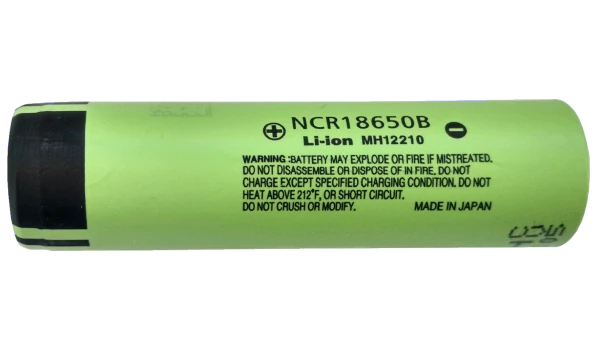 ⊕ NCR18650B ⊖
Li-ion MH12210
WARNING:BATTERY MAY EXPLODE OR FIRE IF MISTREATED.
DO NOT DISASSEMBLE OR DISPOSE OF IN FIRE. DO NOT
CHARGE EXCEPT SPECIFIED CHARGING CONDITION. DO NOT
HEAT ABOVE 212°F, OR SHORT CIRCUIT.
DO NOT CRUSH OR MODIFY. MADE IN JAPAN